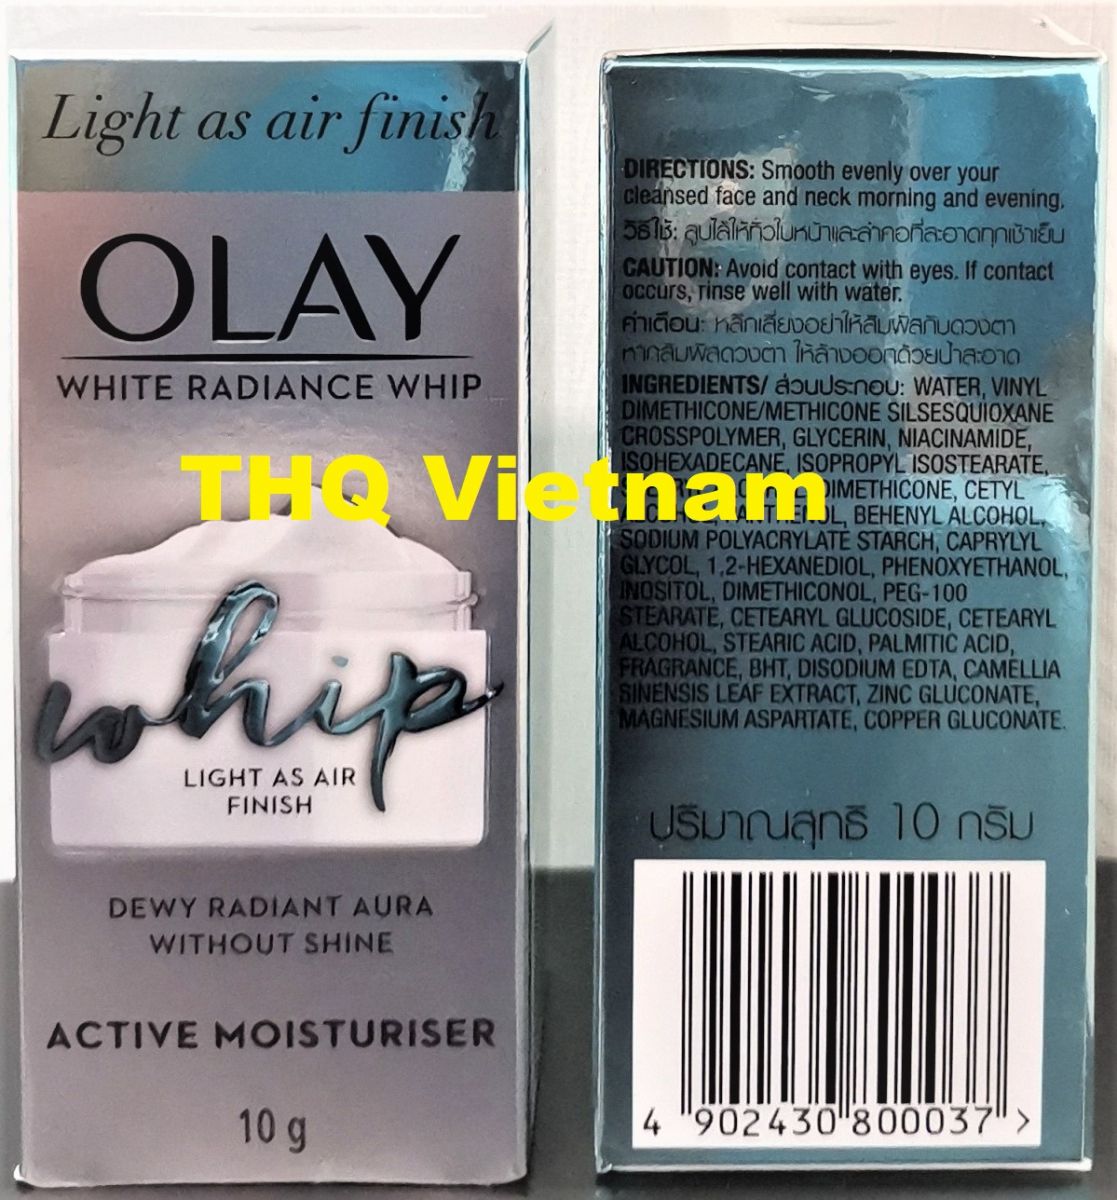 Light as air finish
OLAY
WHITE RADIANCE WHIP
whip
LIGHT AS AIR
FINISH
DEWY RADIANT AURA
WITHOUT SHINE
ACTIVE MOISTURISER
10 g
THQ Vietnam
DIRECTIONS: Smooth evenly over your
cleansed face and neck morning and evening.
วิธีใช้: ลูบไล้ให้ทั่วใบหน้าและลำคอที่สะอาดทุกเช้าเย็น
CAUTION: Avoid contact with eyes. If contact
occurs, rinse well with water.
คำเตือน: หลีกเลี่ยงอย่าให้สัมผัสกับดวงตา
หากสัมผัสดวงตา ให้ล้างออกด้วยน้ำสะอาด
INGREDIENTS/ ส่วนประกอบ: WATER, VINYL
DIMETHICONE/METHICONE SILSESQUIOXANE
CROSSPOLYMER, GLYCERIN, NIACINAMIDE,
ISOHEXADECANE, ISOPROPYL ISOSTEARATE,
DIMETHICONE, CETYL
PANTHENOL, BEHENYL ALCOHOL,
SODIUM POLYACRYLATE STARCH, CAPRYLYL
GLYCOL, 1,2-HEXANEDIOL, PHENOXYETHANOL,
INOSITOL, DIMETHICONOL, PEG-100
STEARATE, CETEARYL GLUCOSIDE, CETEARYL
ALCOHOL, STEARIC ACID, PALMITIC ACID,
FRAGRANCE, BHT, DISODIUM EDTA, CAMELLIA
SINENSIS LEAF EXTRACT, ZINC GLUCONATE,
MAGNESIUM ASPARTATE, COPPER GLUCONATE.
ปริมาณสุทธิ 10 กรัม
4 902430 800037 >